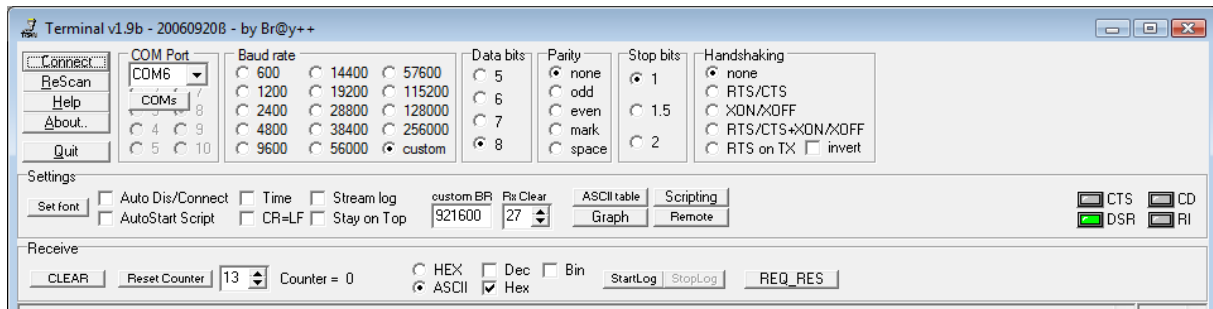 Terminal v1.9b - 20060920ß - by Br@y++
Connect
ReScan
Help
About..
Quit
COM Port
COM6
COMs
7
8
4 9
5 10
Baud rate
600 14400 57600
1200 19200 115200
2400 28800 128000
4800 38400 256000
9600 56000 custom
Data bits
5
6
7
8
Parity
none
odd
even
mark
space
Stop bits
1
1.5
2
Handshaking
none
RTS/CTS
XON/XOFF
RTS/CTS+XON/XOFF
RTS on TX invert
Settings
Set font
Auto Dis/Connect Time Stream log
AutoStart Script CR=LF Stay on Top
custom BR Rx Clear
921600 27
ASCII table Scripting
Graph Remote
CTS CD
DSR RI
Receive
CLEAR Reset Counter 13 Counter = 0
HEX Dec Bin
ASCII Hex
StartLog StopLog REQ_RES